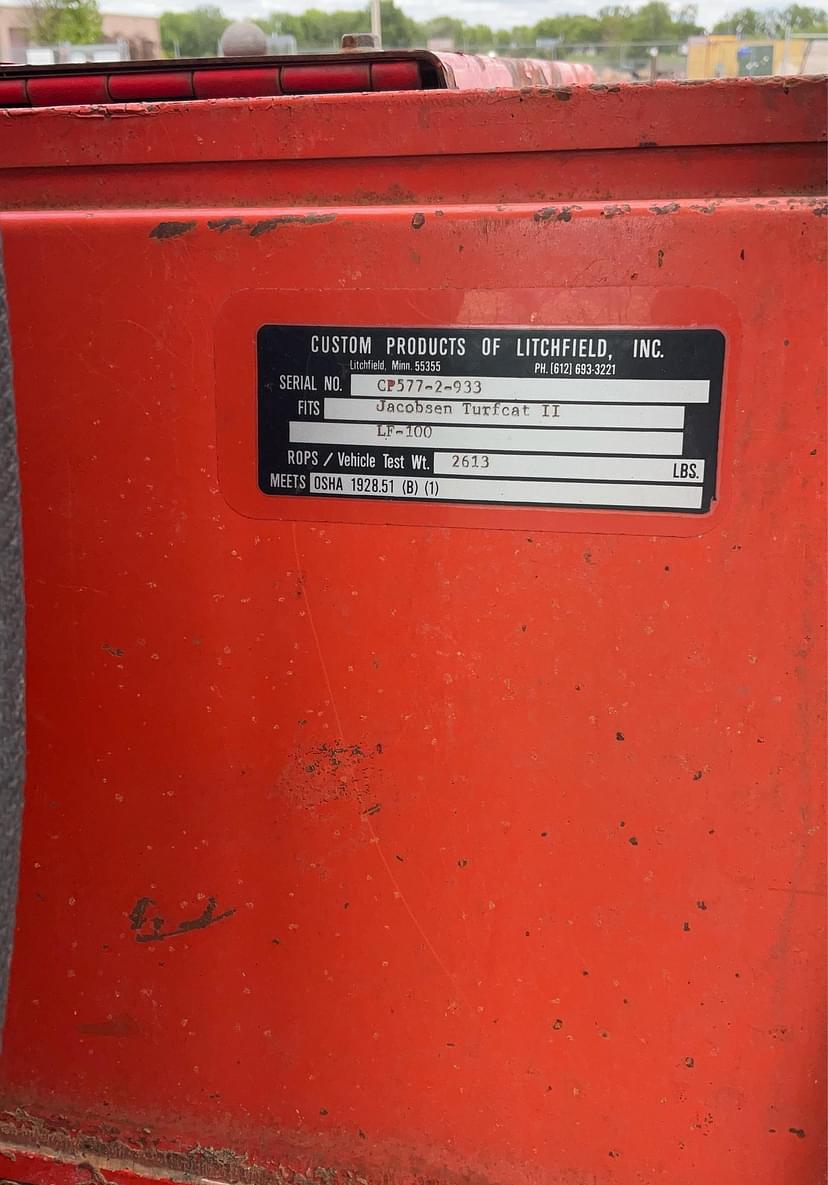 CUSTOM PRODUCTS OF LITCHFIELD, INC.
Litchfield, Minn. 55355 PH. (612) 693-3221
SERIAL NO. CP577-2-933
FITS Jacobsen Turfcat II
LF-100
ROPS / Vehicle Test Wt. 2613 LBS.
MEETS OSHA 1928.51 (B) (1)